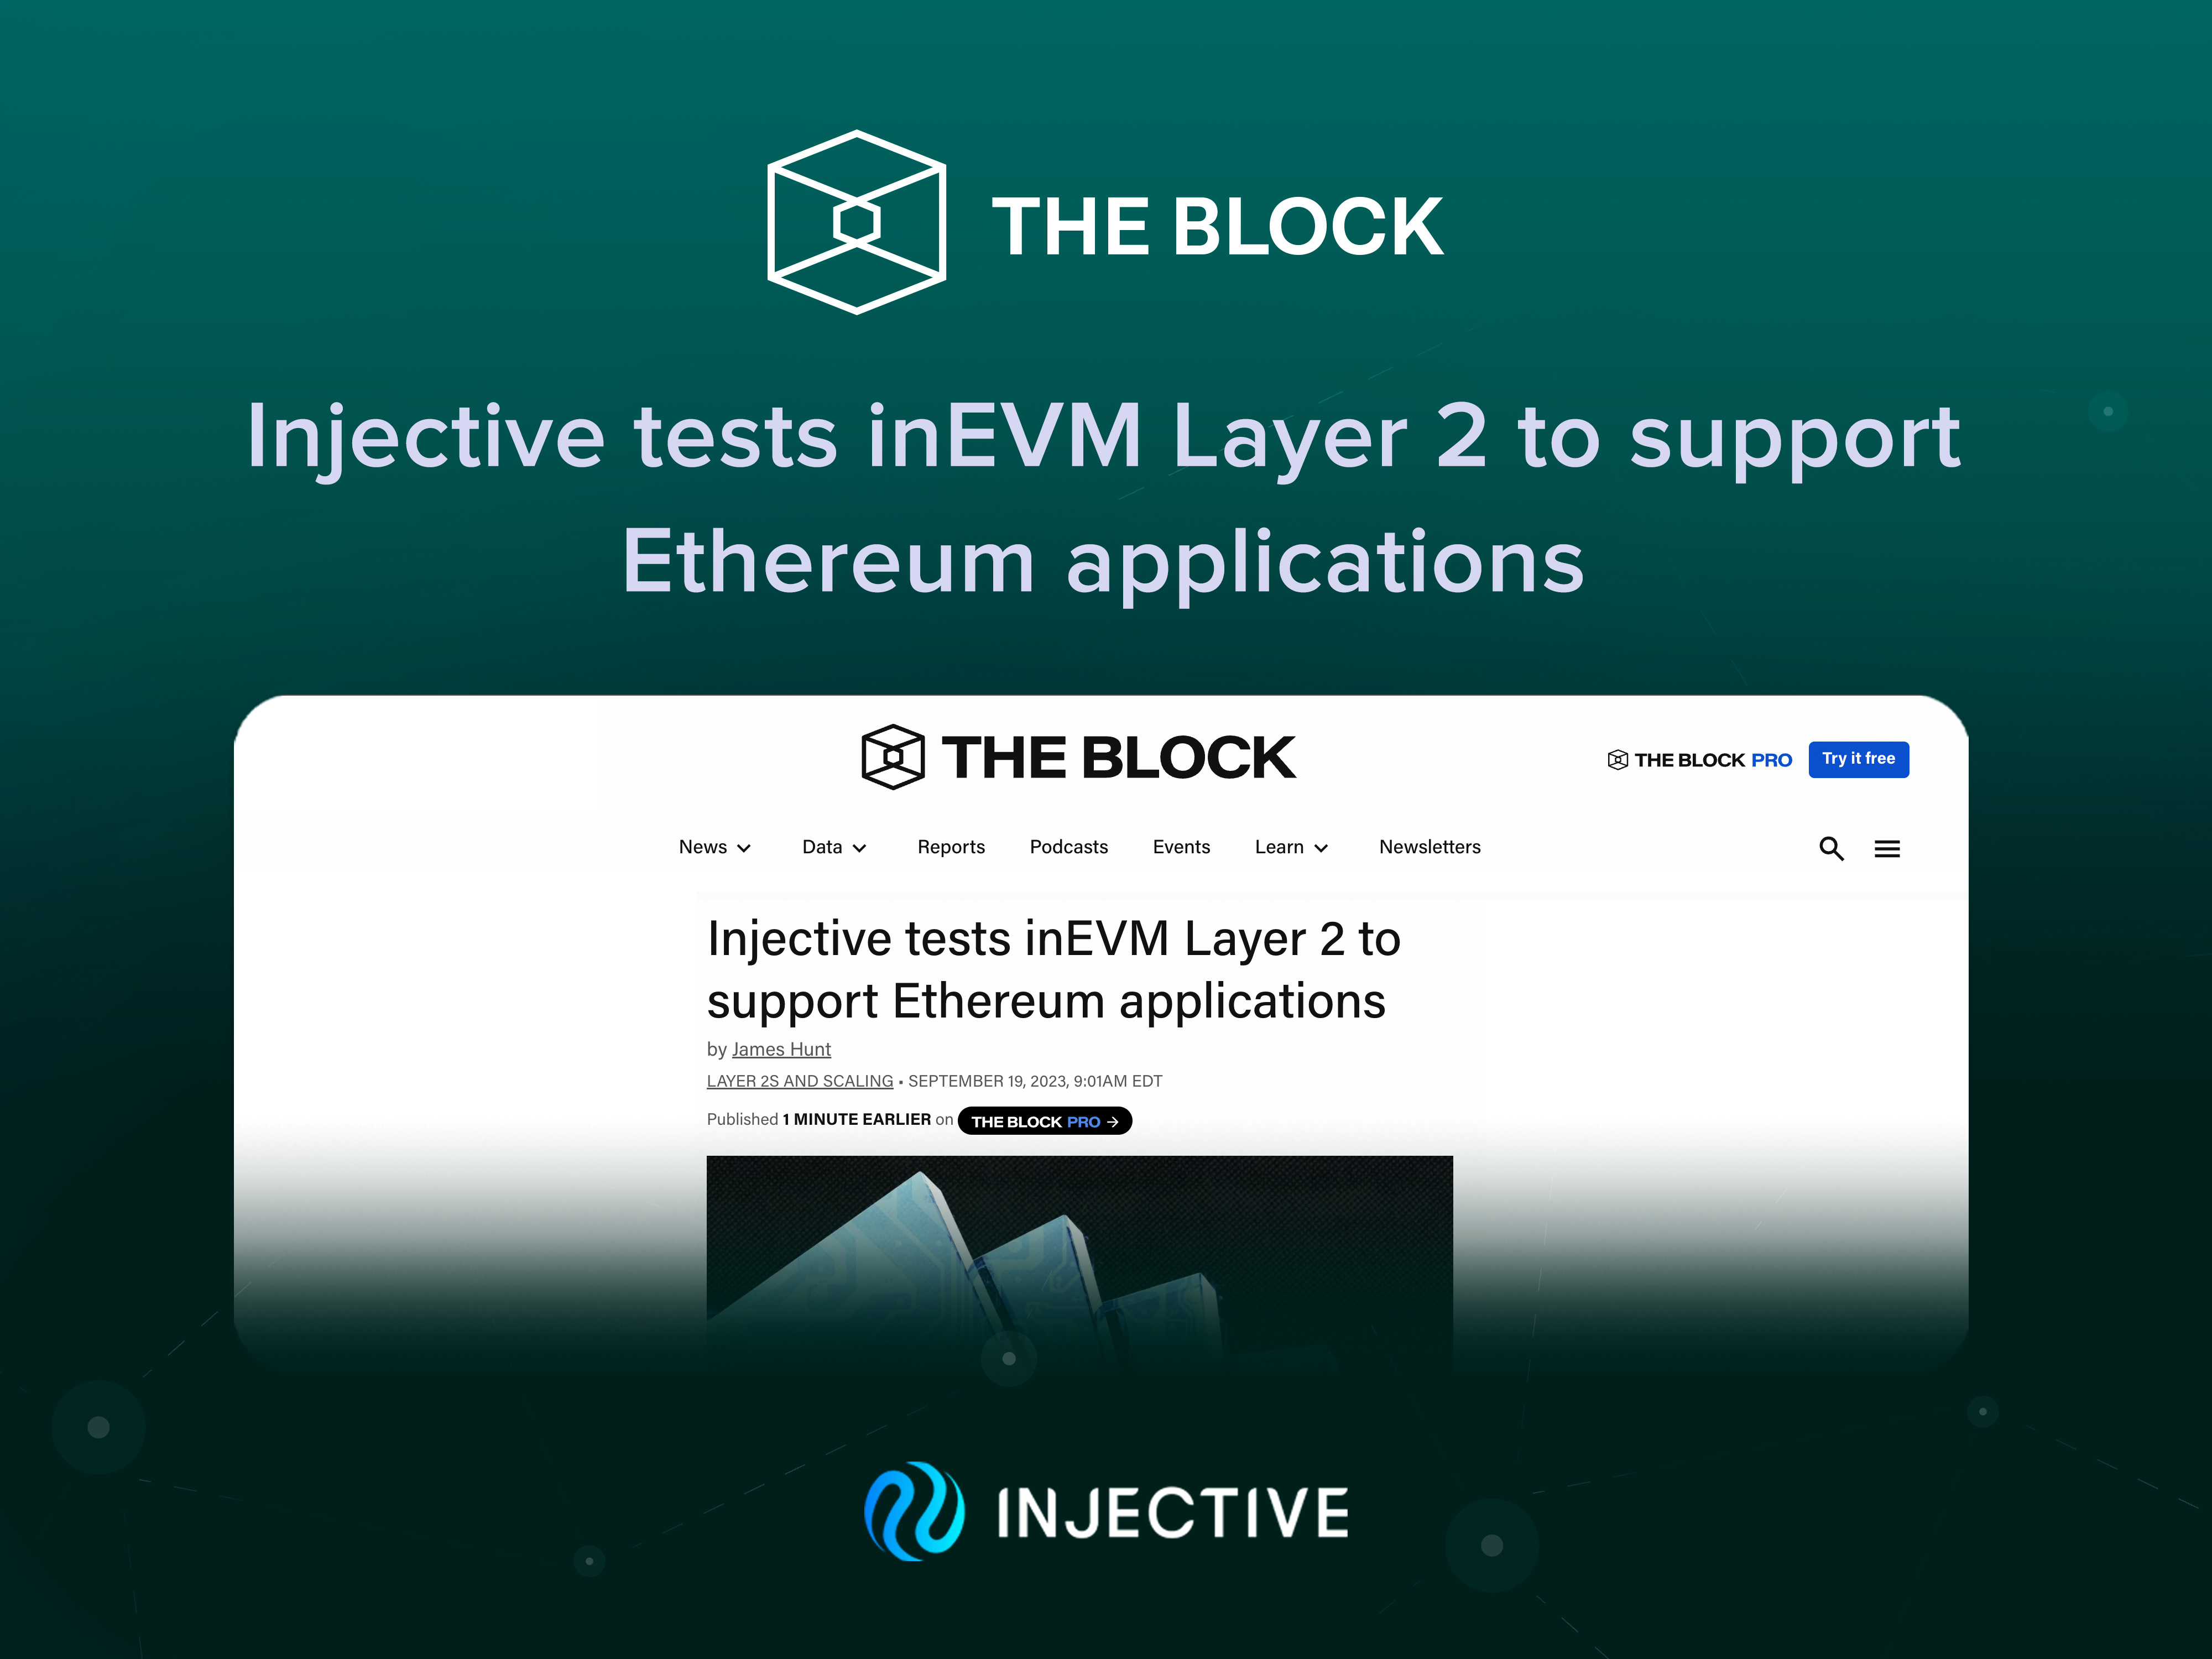 THE BLOCK
Injective tests inEVM Layer 2 to support
Ethereum applications
THE BLOCK
THE BLOCK PRO Try it free
News Data Reports Podcasts Events Learn Newsletters
Injective tests inEVM Layer 2 to
support Ethereum applications
by James Hunt
LAYER 2S AND SCALING • SEPTEMBER 19, 2023, 9:01AM EDT
Published 1 MINUTE EARLIER on THE BLOCK PRO →
INJECTIVE